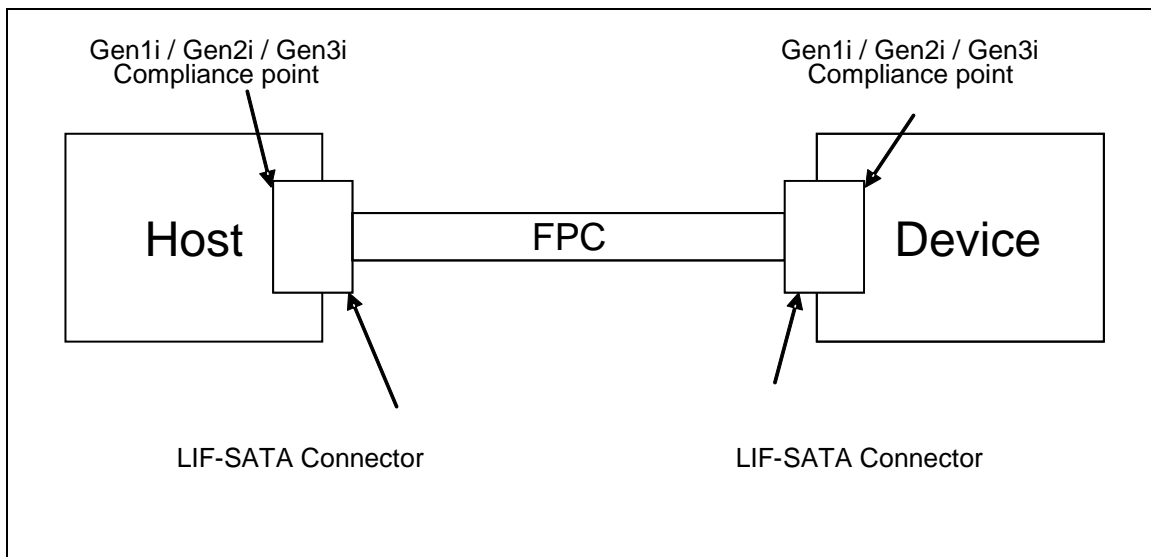 Gen1i / Gen2i / Gen3i
Compliance point
Gen1i / Gen2i / Gen3i
Compliance point
Host
FPC
Device
LIF-SATA Connector
LIF-SATA Connector